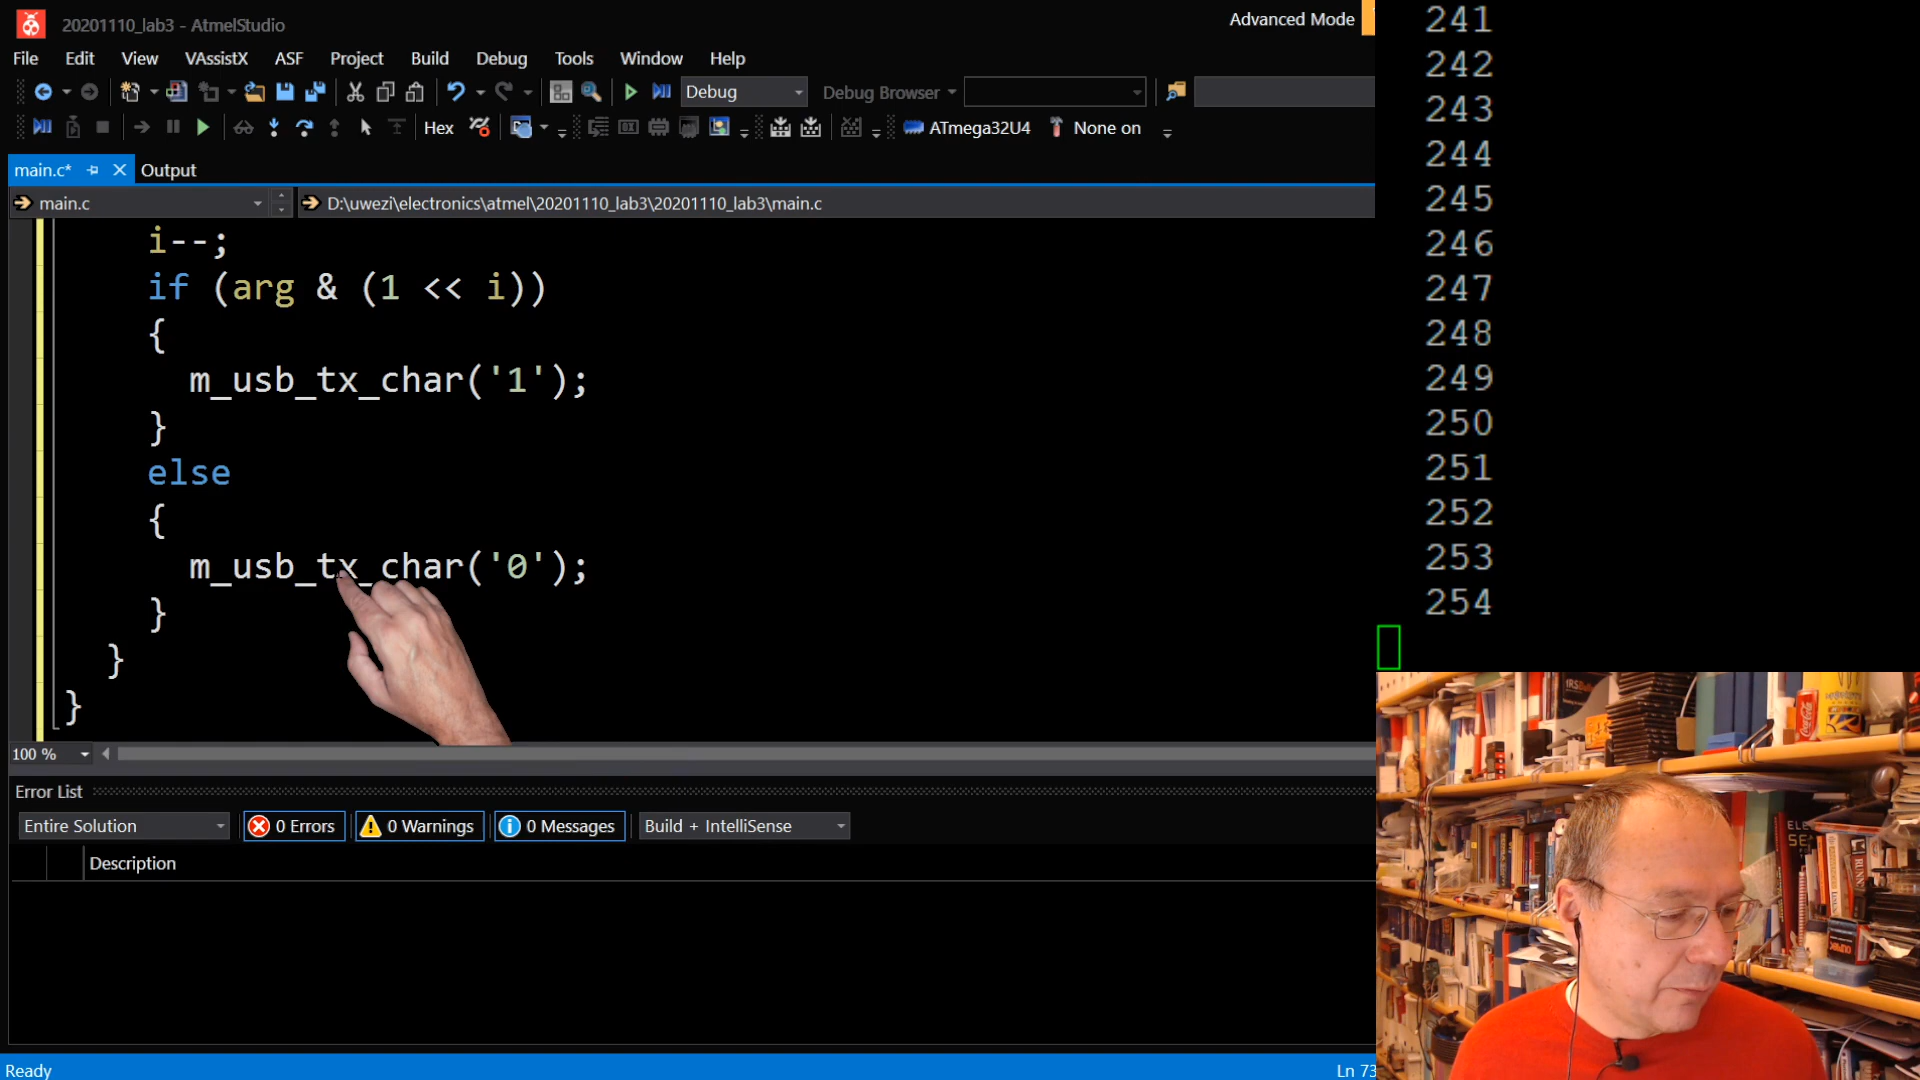 20201110_lab3 - AtmelStudio
Advanced Mode
File Edit View VAssistX ASF Project Build Debug Tools Window Help
Debug Debug Browser
Hex ATmega32U4 None on
main.c* Output
main.c D:\uwezi\electronics\atmel\20201110_lab3\20201110_lab3\main.c
i--;
if (arg & (1 << i))
{
m_usb_tx_char('1');
}
else
{
m_usb_tx_char('0');
}
}
}
100 %
Error List
Entire Solution 0 Errors 0 Warnings 0 Messages Build + IntelliSense
Description
Ready Ln 73
241
242
243
244
245
246
247
248
249
250
251
252
253
254